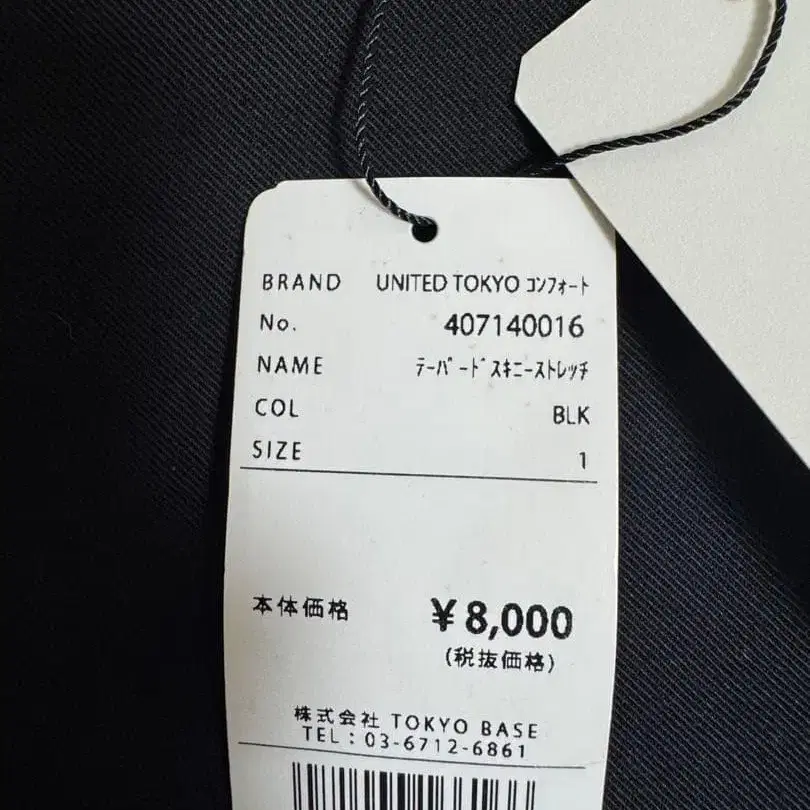 BRAND UNITED TOKYO ｺﾝﾌｫｰﾄ
No. 407140016
NAME ﾃｰﾊﾟｰﾄﾞｽｷﾆｰｽﾄﾚｯﾁ
COL BLK
SIZE 1
本体価格 ¥8,000
(税抜価格)
株式会社 TOKYO BASE
TEL：03-6712-6861